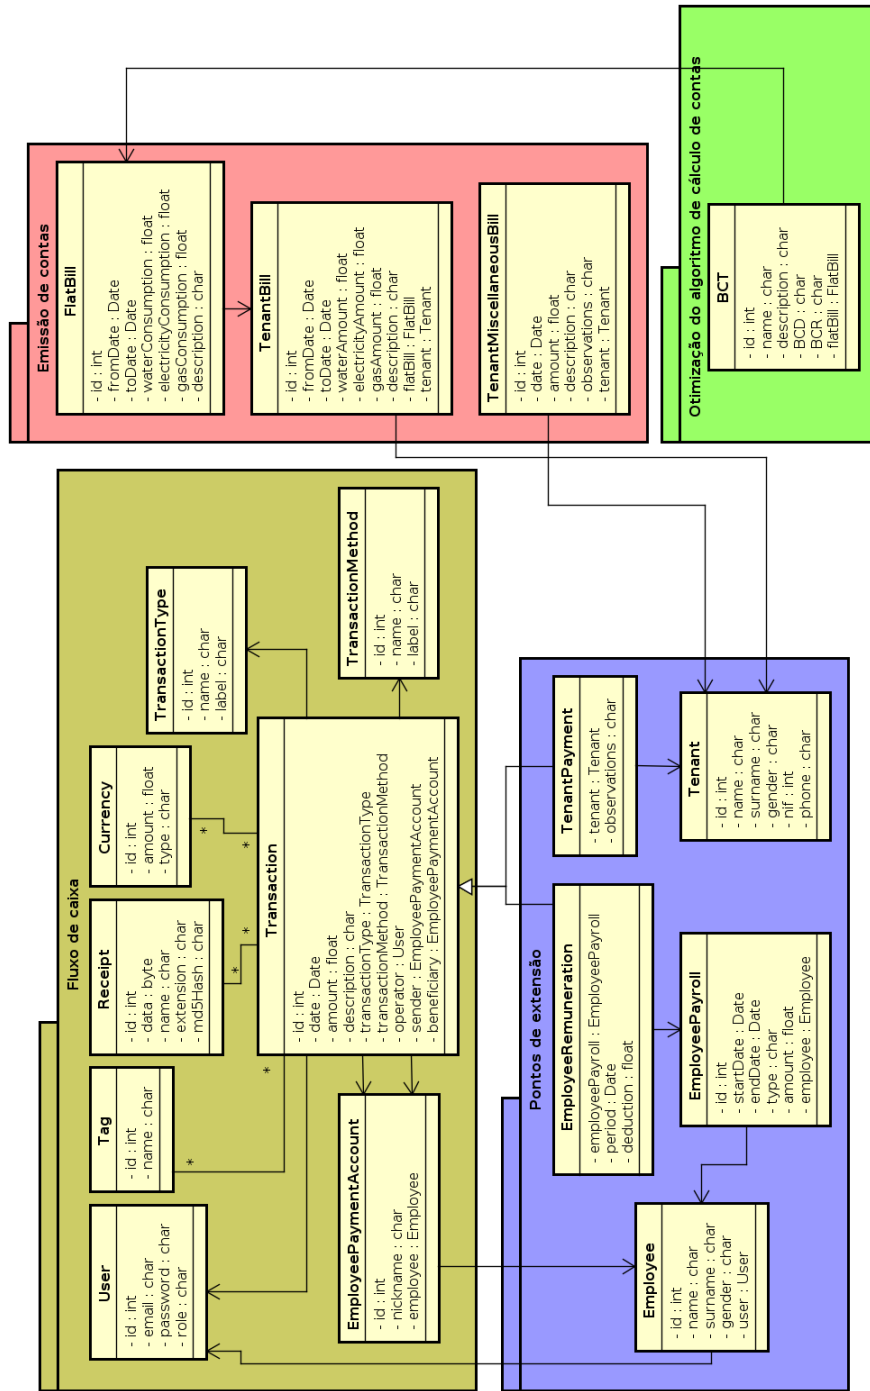 Fluxo de caixa
User
- id : int
- email : char
- password : char
- role : char
Tag
- id : int
- name : char
*
Receipt
- id : int
- data : byte
- name : char
- extension : char
- md5Hash : char
*
Currency
- id : int
- amount : float
- type : char
*
TransactionType
- id : int
- name : char
- label : char
*
*
*
Transaction
- id : int
- date : Date
- amount : float
- description : char
- transactionType : TransactionType
- transactionMethod : TransactionMethod
- operator : User
- sender : EmployeePaymentAccount
- beneficiary : EmployeePaymentAccount
EmployeePaymentAccount
- id : int
- nickname : char
- employee : Employee
TransactionMethod
- id : int
- name : char
- label : char
Emissão de contas
FlatBill
- id : int
- fromDate : Date
- toDate : Date
- waterConsumption : float
- electricityConsumption : float
- gasConsumption : float
- description : char
TenantBill
- id : int
- fromDate : Date
- toDate : Date
- waterAmount : float
- electricityAmount : float
- gasAmount : float
- description : char
- flatBill : FlatBill
- tenant : Tenant
TenantMiscellaneousBill
- id : int
- date : Date
- amount : float
- description : char
- observations : char
- tenant : Tenant
Pontos de extensão
EmployeeRemuneration
- employeePayroll : EmployeePayroll
- period : Date
- deduction : float
TenantPayment
- tenant : Tenant
- observations : char
Employee
- id : int
- name : char
- surname : char
- gender : char
- user : User
EmployeePayroll
- id : int
- startDate : Date
- endDate : Date
- type : char
- amount : float
- employee : Employee
Tenant
- id : int
- name : char
- surname : char
- gender : char
- nif : int
- phone : char
Otimização do algoritmo de cálculo de contas
BCT
- id : int
- name : char
- description : char
- BCD : char
- BCR : char
- flatBill : FlatBill